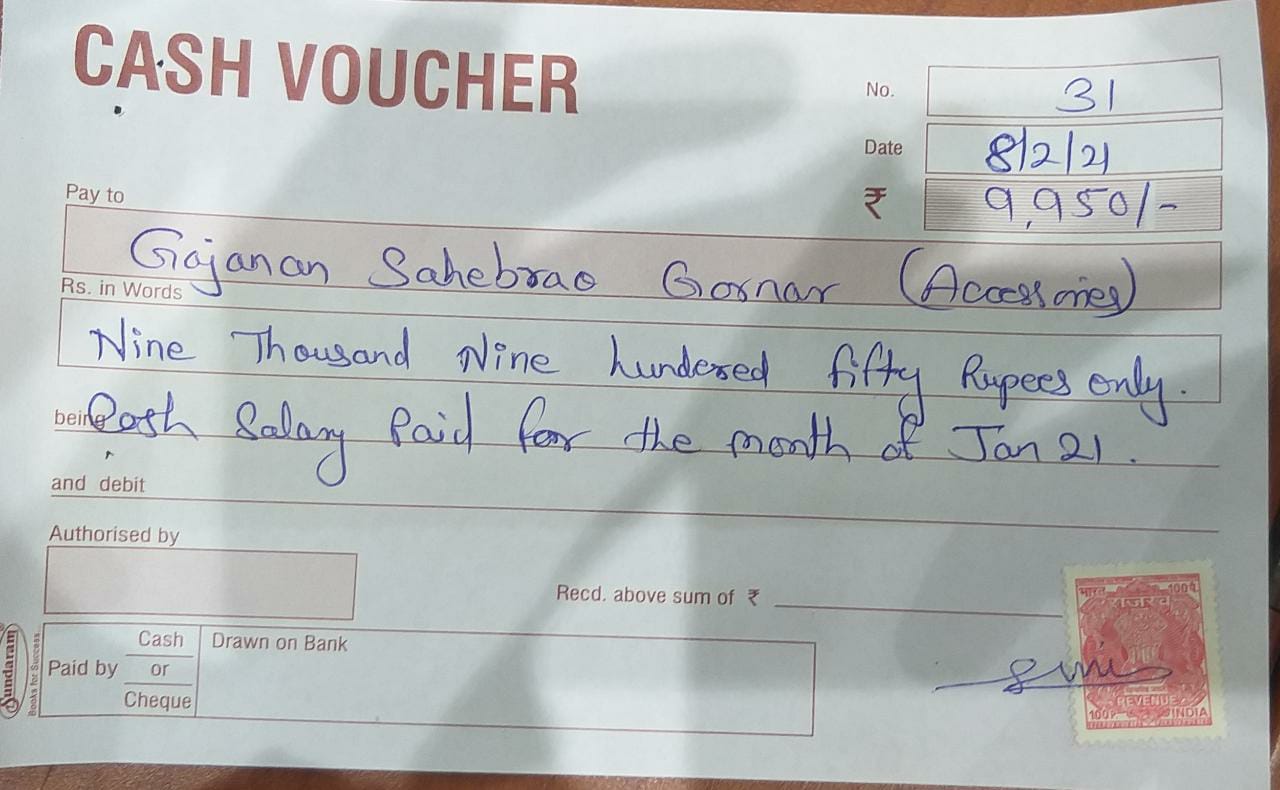 CASH VOUCHER
No. 31
Date 8/2/21
₹ 9,950/-
Pay to
Gajanan Sahebrao Gornar (Accessories)
Rs. in Words
Nine Thousand Nine hundered fifty Rupees only.
being Cash Salary Paid for the month of Jan 21.
and debit
Authorised by
Recd. above sum of ₹
Paid by Cash or Cheque
Drawn on Bank
Sundaram
Books for Success...
भारत 100पै.
राजस्व
REVENUE
100P. INDIA